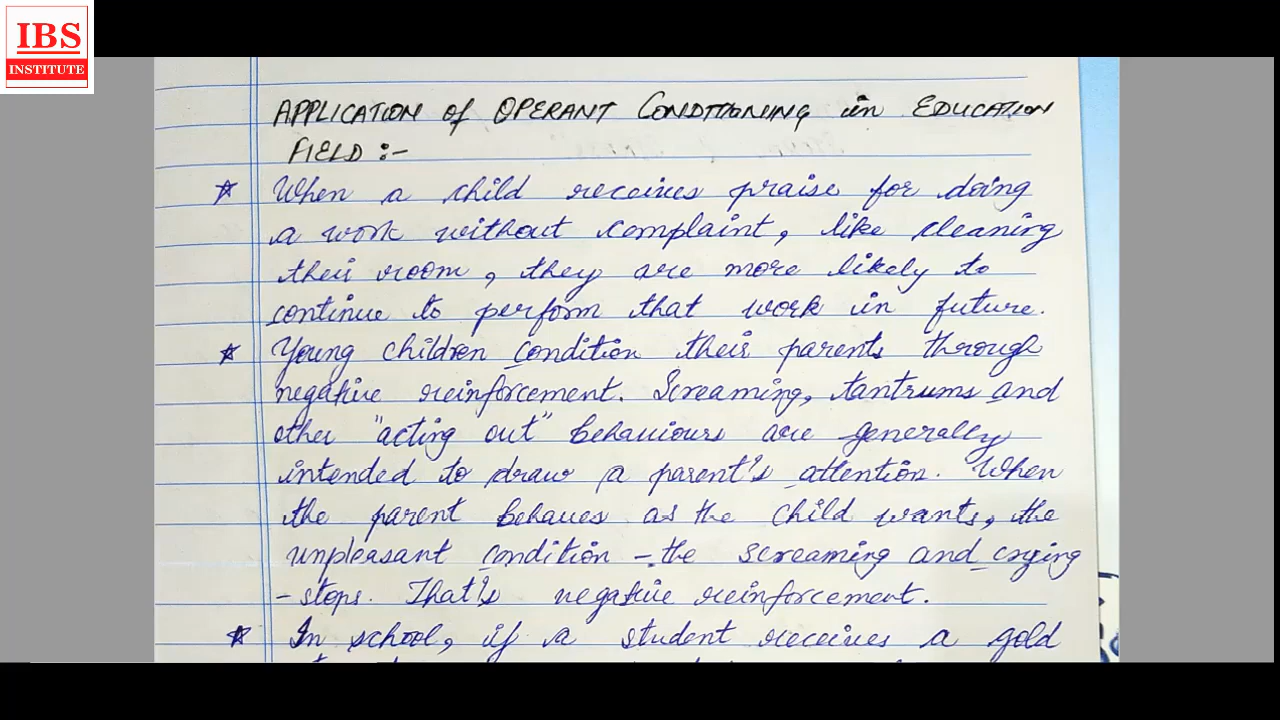 IBS
INSTITUTE
APPLICATION of OPERANT CONDITIONING in EDUCATION
FIELD :-
☆ When a child receives praise for doing
a work without complaint, like cleaning
their room, they are more likely to
continue to perform that work in future.
☆ Young children condition their parents through
negative reinforcement. Screaming, tantrums and
other "acting out" behaviours are generally
intended to draw a parent's attention. When
the parent behaves as the child wants, the
unpleasant condition - the screaming and crying
- stops. That's negative reinforcement.
☆ In school, if a student receives a gold